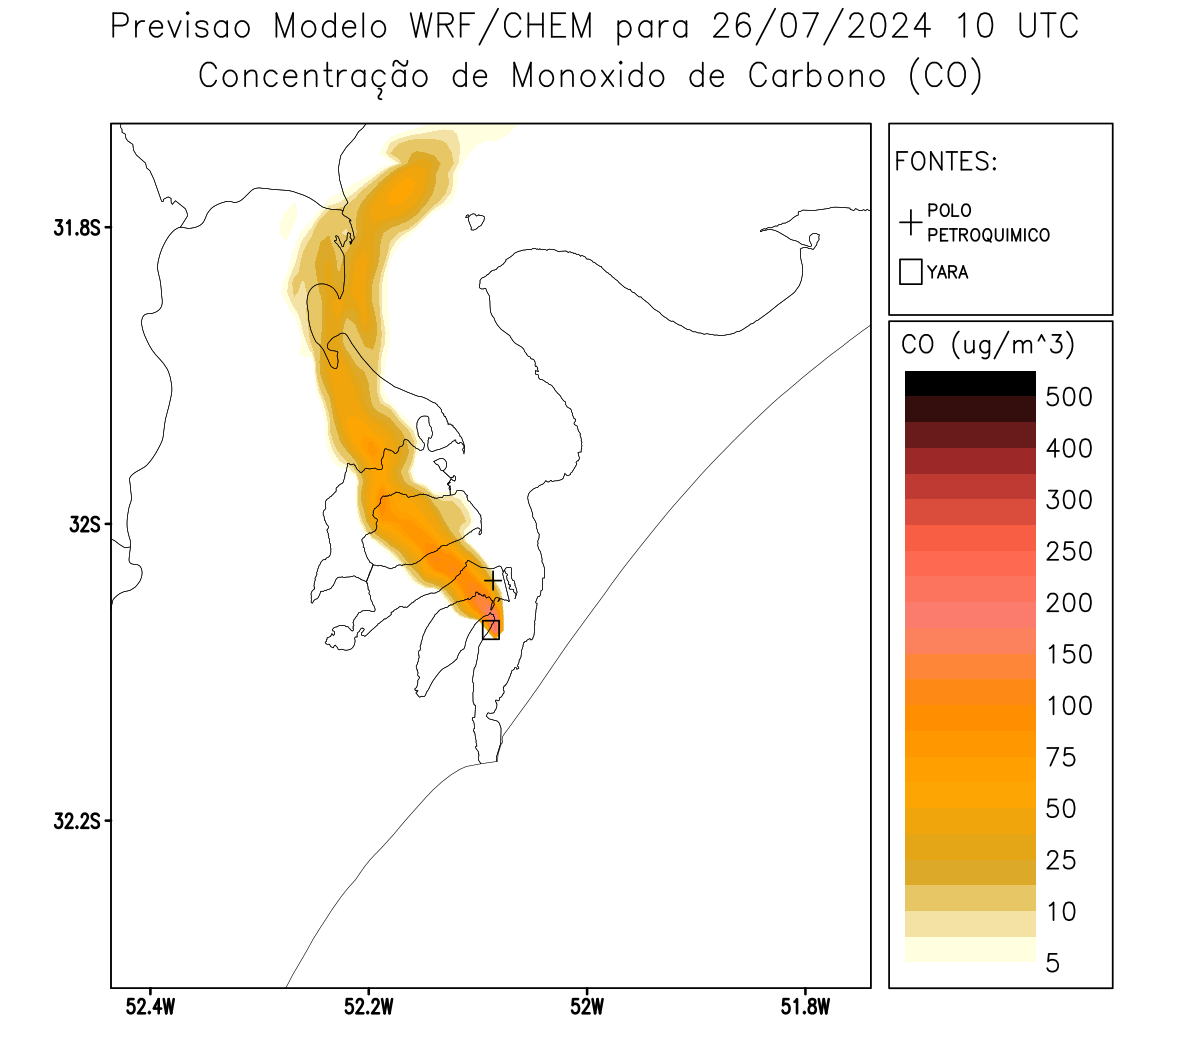 Previsao Modelo WRF/CHEM para 26/07/2024 10 UTC
Concentração de Monoxido de Carbono (CO)
FONTES:
POLO
PETROQUIMICO
YARA
CO (ug/m^3)
500
400
300
250
200
150
100
75
50
25
10
5
31.8S
32S
32.2S
52.4W
52.2W
52W
51.8W